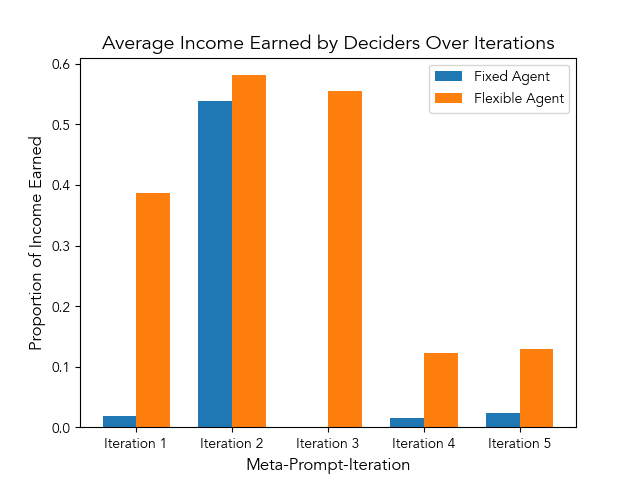 Average Income Earned by Deciders Over Iterations
Fixed Agent
Flexible Agent
Proportion of Income Earned
0.6
0.5
0.4
0.3
0.2
0.1
0.0
Iteration 1 Iteration 2 Iteration 3 Iteration 4 Iteration 5
Meta-Prompt-Iteration